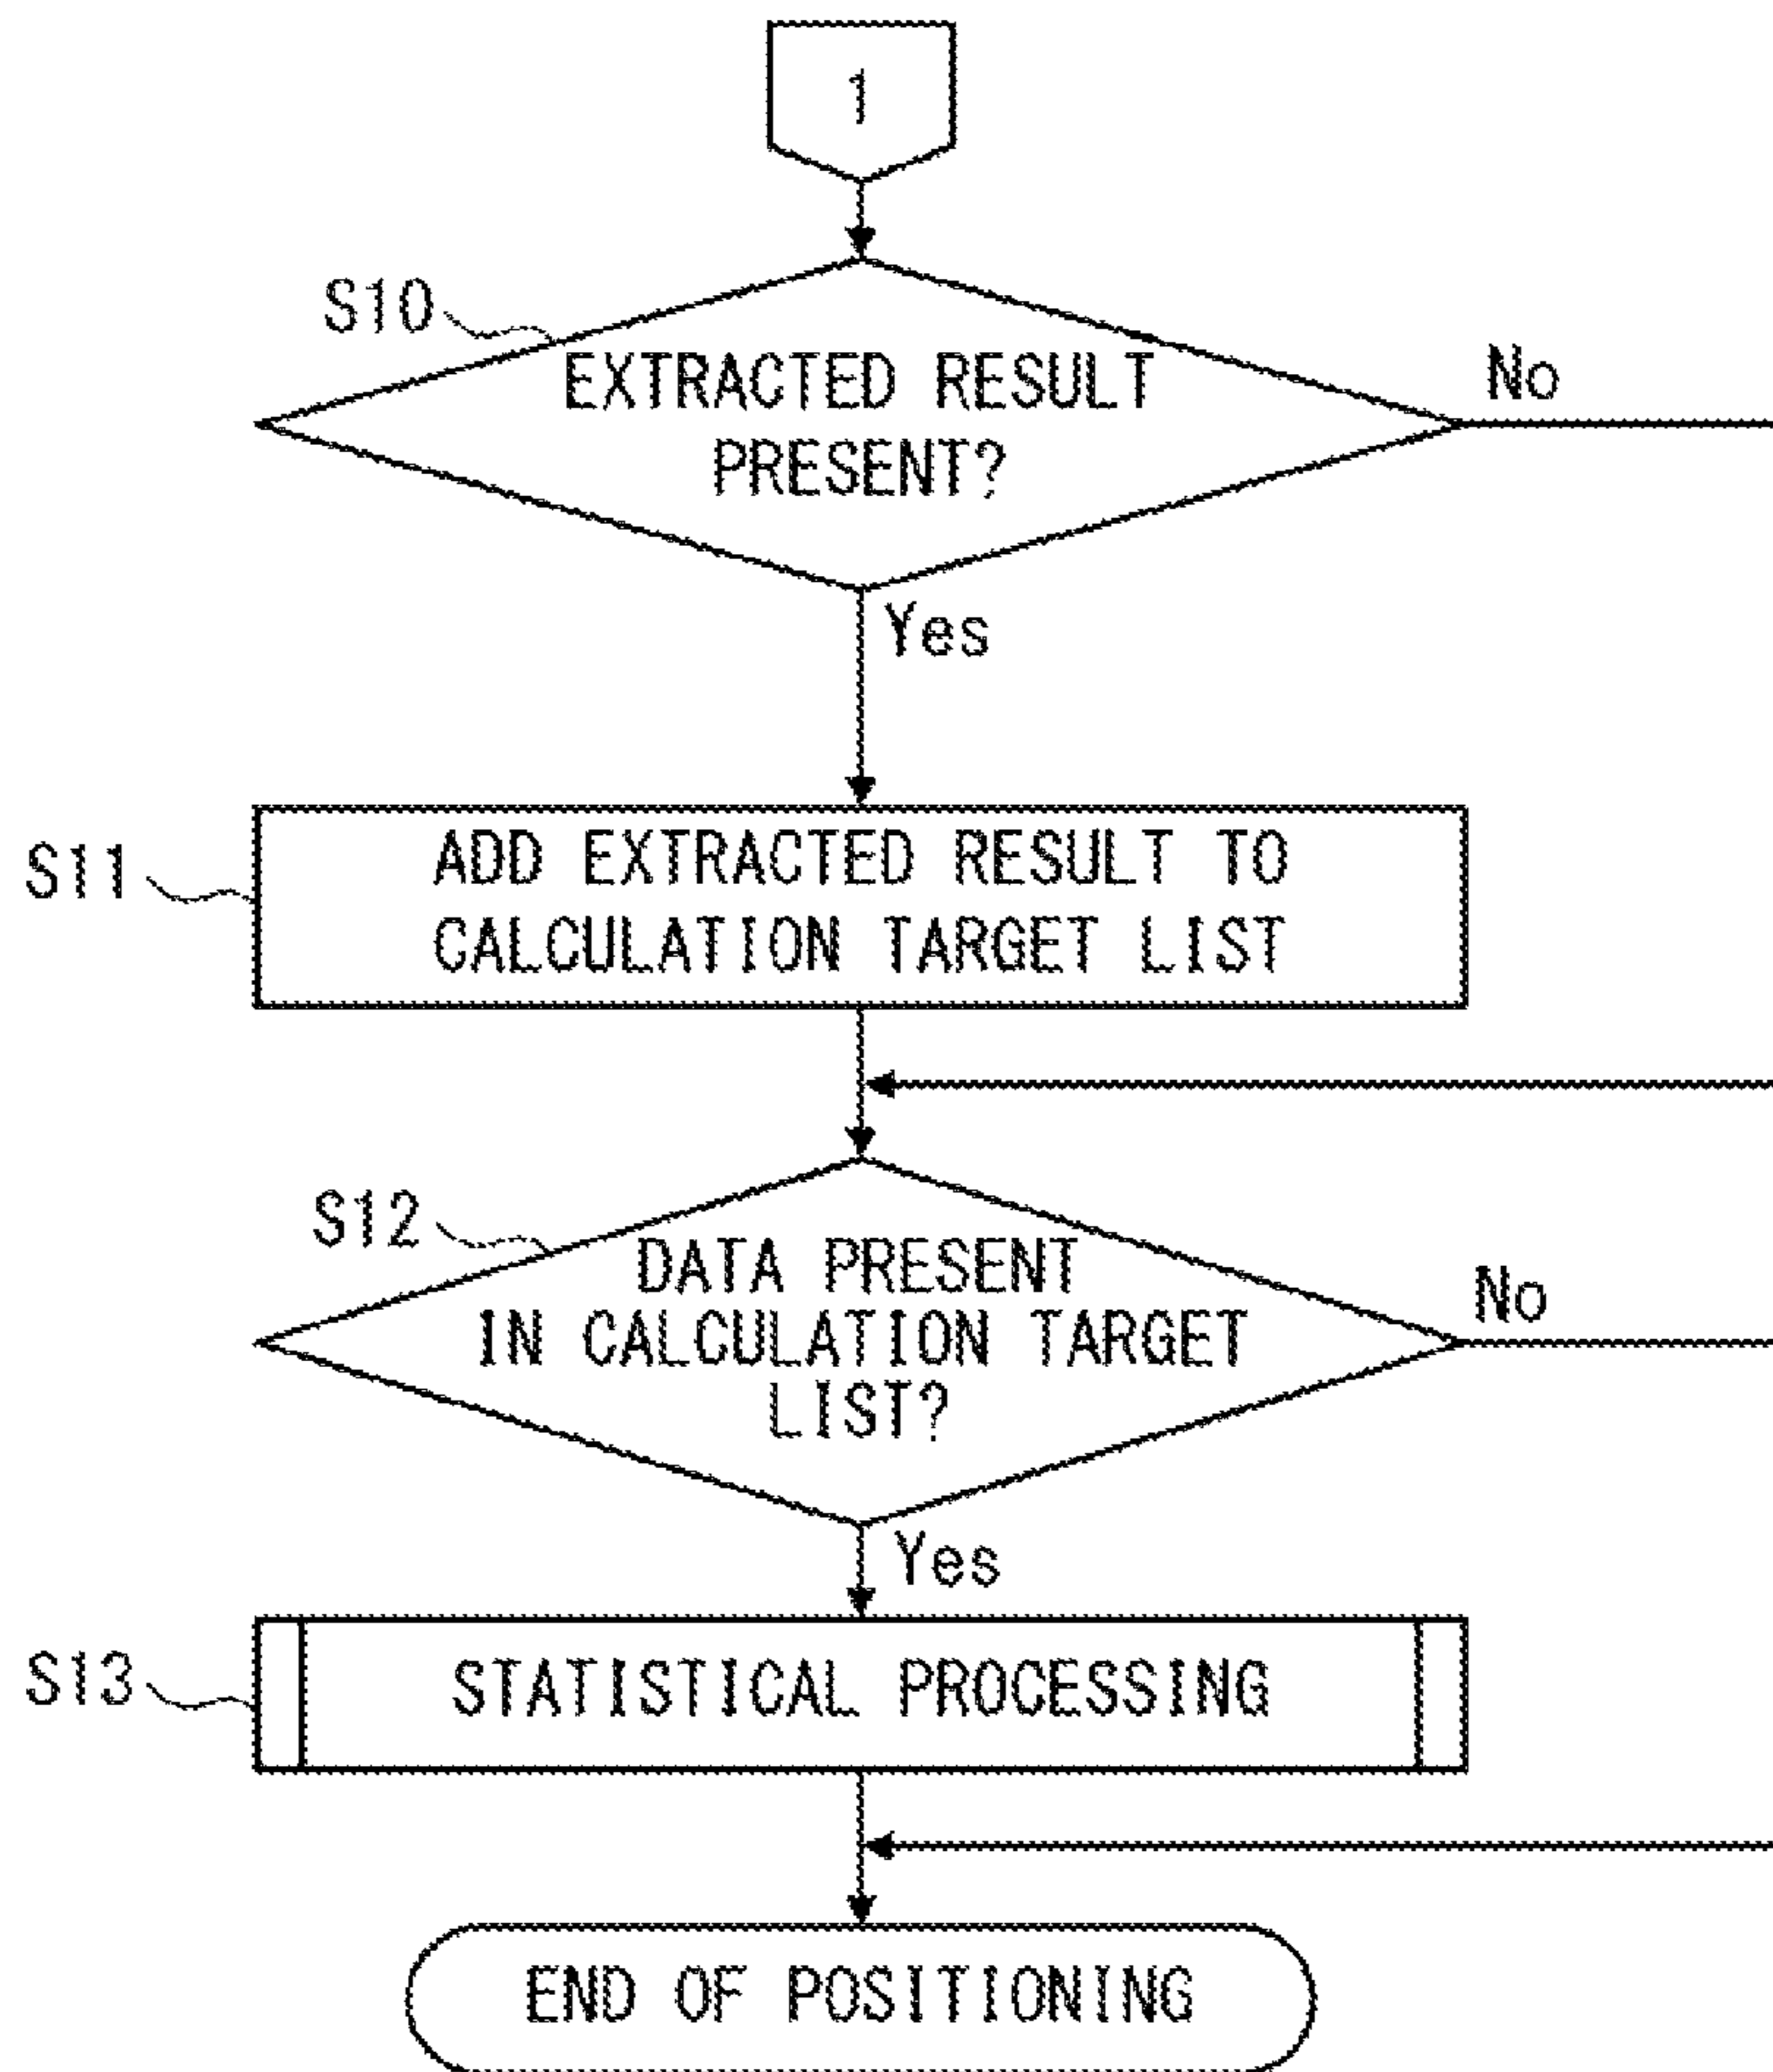 1
S10
EXTRACTED RESULT
PRESENT?
No
Yes
S11
ADD EXTRACTED RESULT TO
CALCULATION TARGET LIST
S12
DATA PRESENT
IN CALCULATION TARGET
LIST?
No
Yes
S13
STATISTICAL PROCESSING
END OF POSITIONING